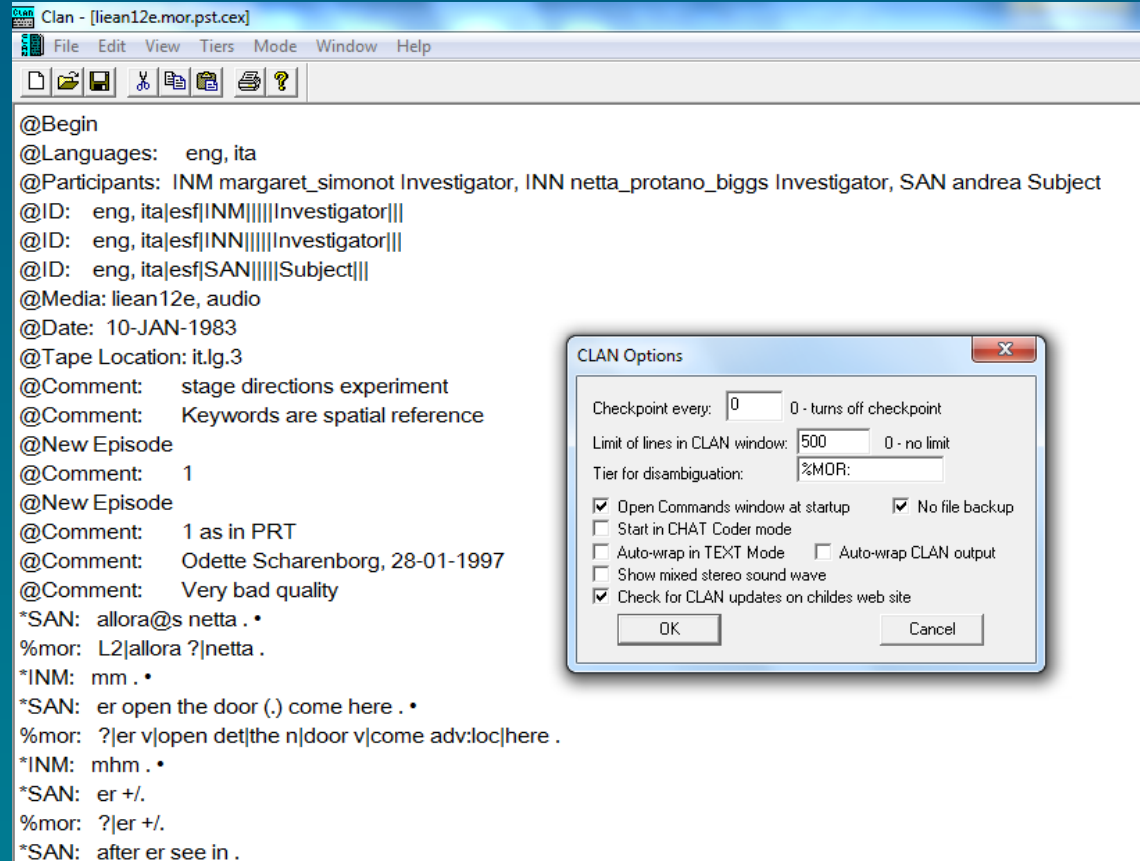 Clan - [liean12e.mor.pst.cex]
File Edit View Tiers Mode Window Help
@Begin
@Languages: eng, ita
@Participants: INM margaret_simonot Investigator, INN netta_protano_biggs Investigator, SAN andrea Subject
@ID: eng, ita|esf|INM|||||Investigator|||
@ID: eng, ita|esf|INN|||||Investigator|||
@ID: eng, ita|esf|SAN|||||Subject|||
@Media: liean12e, audio
@Date: 10-JAN-1983
@Tape Location: it.lg.3
@Comment: stage directions experiment
@Comment: Keywords are spatial reference
@New Episode
@Comment: 1
@New Episode
@Comment: 1 as in PRT
@Comment: Odette Scharenborg, 28-01-1997
@Comment: Very bad quality
*SAN: allora@s netta . •
%mor: L2|allora ?|netta .
*INM: mm . •
*SAN: er open the door (.) come here . •
%mor: ?|er v|open det|the n|door v|come adv:loc|here .
*INM: mhm . •
*SAN: er +/.
%mor: ?|er +/.
*SAN: after er see in .
CLAN Options
Checkpoint every: 0 0 - turns off checkpoint
Limit of lines in CLAN window: 500 0 - no limit
Tier for disambiguation: %MOR:
Open Commands window at startup No file backup
Start in CHAT Coder mode
Auto-wrap in TEXT Mode Auto-wrap CLAN output
Show mixed stereo sound wave
Check for CLAN updates on childes web site
OK Cancel